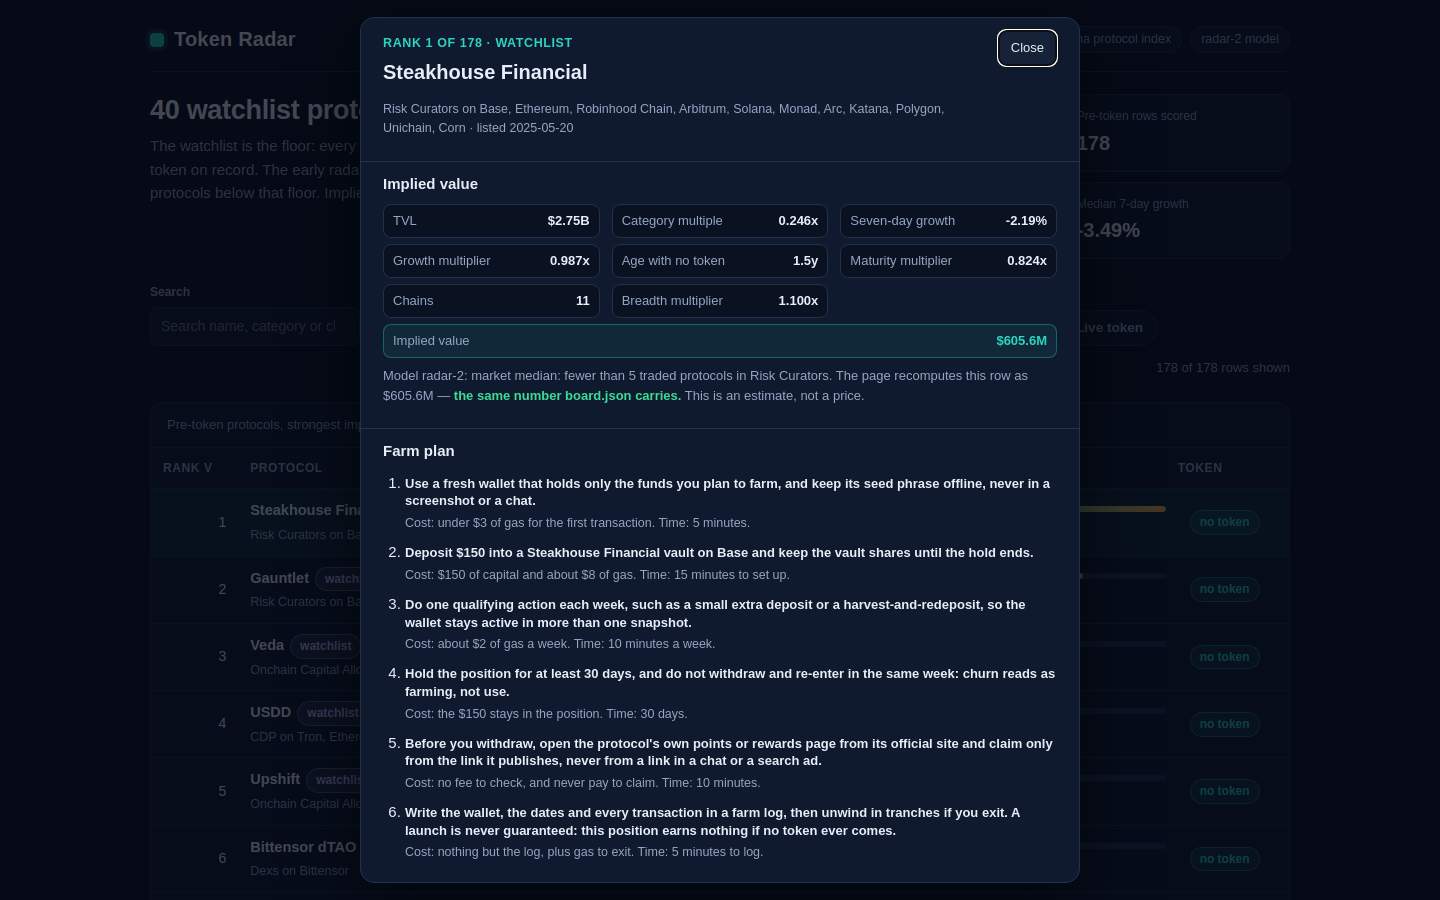 Token Radar
na protocol index
radar-2 model
40 watchlist prot
The watchlist is the floor: every
token on record. The early rada
protocols below that floor. Implie
Pre-token rows scored
178
Median 7-day growth
-3.49%
Search
Search name, category or cl
Live token
178 of 178 rows shown
Pre-token protocols, strongest imp
RANK V
PROTOCOL
TOKEN
1
Steakhouse Fina
Risk Curators on Ba
no token
2
Gauntlet
watch
Risk Curators on Ba
no token
3
Veda
watchlist
Onchain Capital Allo
no token
4
USDD
watchlist
CDP on Tron, Ether
no token
5
Upshift
watchlis
Onchain Capital Allo
no token
6
Bittensor dTAO
Dexs on Bittensor
no token
RANK 1 OF 178 · WATCHLIST
Close
Steakhouse Financial
Risk Curators on Base, Ethereum, Robinhood Chain, Arbitrum, Solana, Monad, Arc, Katana, Polygon,
Unichain, Corn · listed 2025-05-20
Implied value
TVL $2.75B
Category multiple 0.246x
Seven-day growth -2.19%
Growth multiplier 0.987x
Age with no token 1.5y
Maturity multiplier 0.824x
Chains 11
Breadth multiplier 1.100x
Implied value $605.6M
Model radar-2: market median: fewer than 5 traded protocols in Risk Curators. The page recomputes this row as
$605.6M — the same number board.json carries. This is an estimate, not a price.
Farm plan
1. Use a fresh wallet that holds only the funds you plan to farm, and keep its seed phrase offline, never in a
screenshot or a chat.
Cost: under $3 of gas for the first transaction. Time: 5 minutes.
2. Deposit $150 into a Steakhouse Financial vault on Base and keep the vault shares until the hold ends.
Cost: $150 of capital and about $8 of gas. Time: 15 minutes to set up.
3. Do one qualifying action each week, such as a small extra deposit or a harvest-and-redeposit, so the
wallet stays active in more than one snapshot.
Cost: about $2 of gas a week. Time: 10 minutes a week.
4. Hold the position for at least 30 days, and do not withdraw and re-enter in the same week: churn reads as
farming, not use.
Cost: the $150 stays in the position. Time: 30 days.
5. Before you withdraw, open the protocol's own points or rewards page from its official site and claim only
from the link it publishes, never from a link in a chat or a search ad.
Cost: no fee to check, and never pay to claim. Time: 10 minutes.
6. Write the wallet, the dates and every transaction in a farm log, then unwind in tranches if you exit. A
launch is never guaranteed: this position earns nothing if no token ever comes.
Cost: nothing but the log, plus gas to exit. Time: 5 minutes to log.